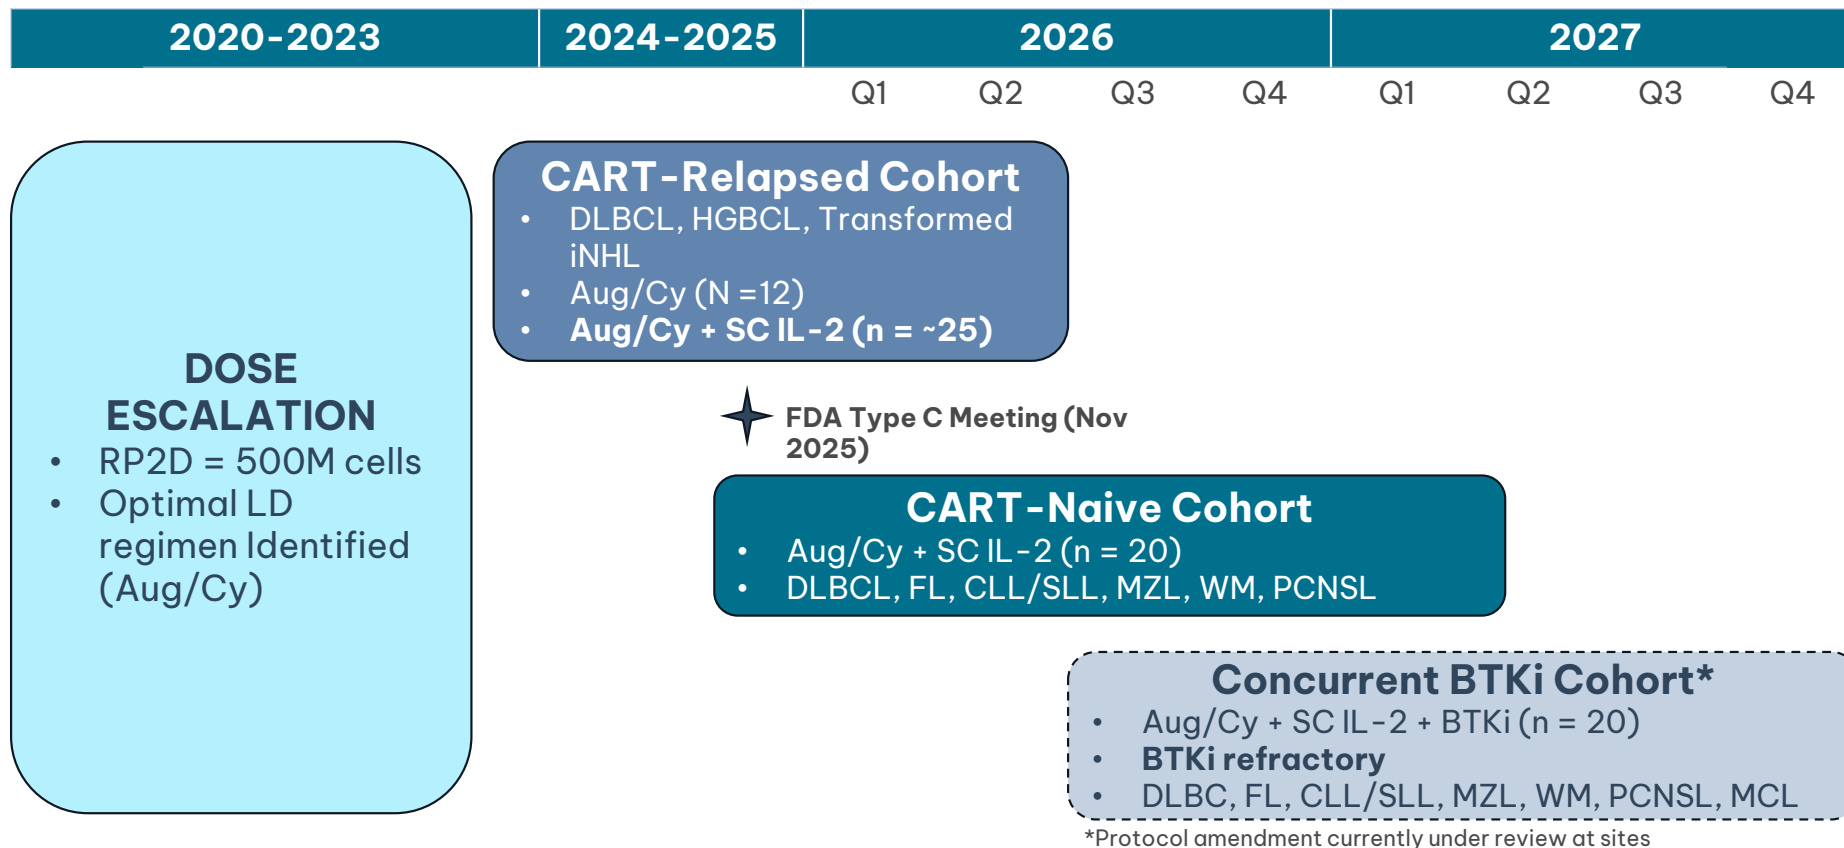 2020-2023 2024-2025 2026 2027
Q1 Q2 Q3 Q4 Q1 Q2 Q3 Q4
DOSE
ESCALATION
• RP2D = 500M cells
• Optimal LD
regimen Identified
(Aug/Cy)
CART-Relapsed Cohort
• DLBCL, HGBCL, Transformed
iNHL
• Aug/Cy (N =12)
• Aug/Cy + SC IL-2 (n = ~25)
FDA Type C Meeting (Nov
2025)
CART-Naive Cohort
• Aug/Cy + SC IL-2 (n = 20)
• DLBCL, FL, CLL/SLL, MZL, WM, PCNSL
Concurrent BTKi Cohort*
• Aug/Cy + SC IL-2 + BTKi (n = 20)
• BTKi refractory
• DLBC, FL, CLL/SLL, MZL, WM, PCNSL, MCL
*Protocol amendment currently under review at sites